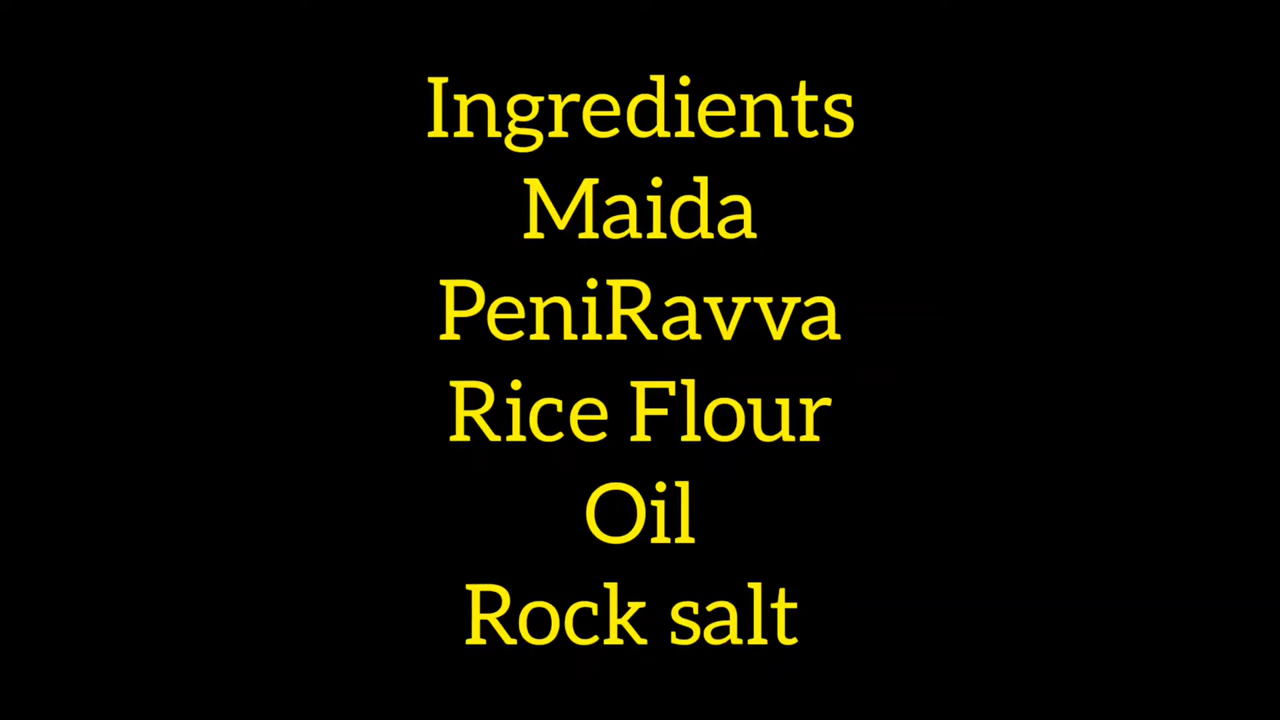 Ingredients
Maida
PeniRavva
Rice Flour
Oil
Rock salt